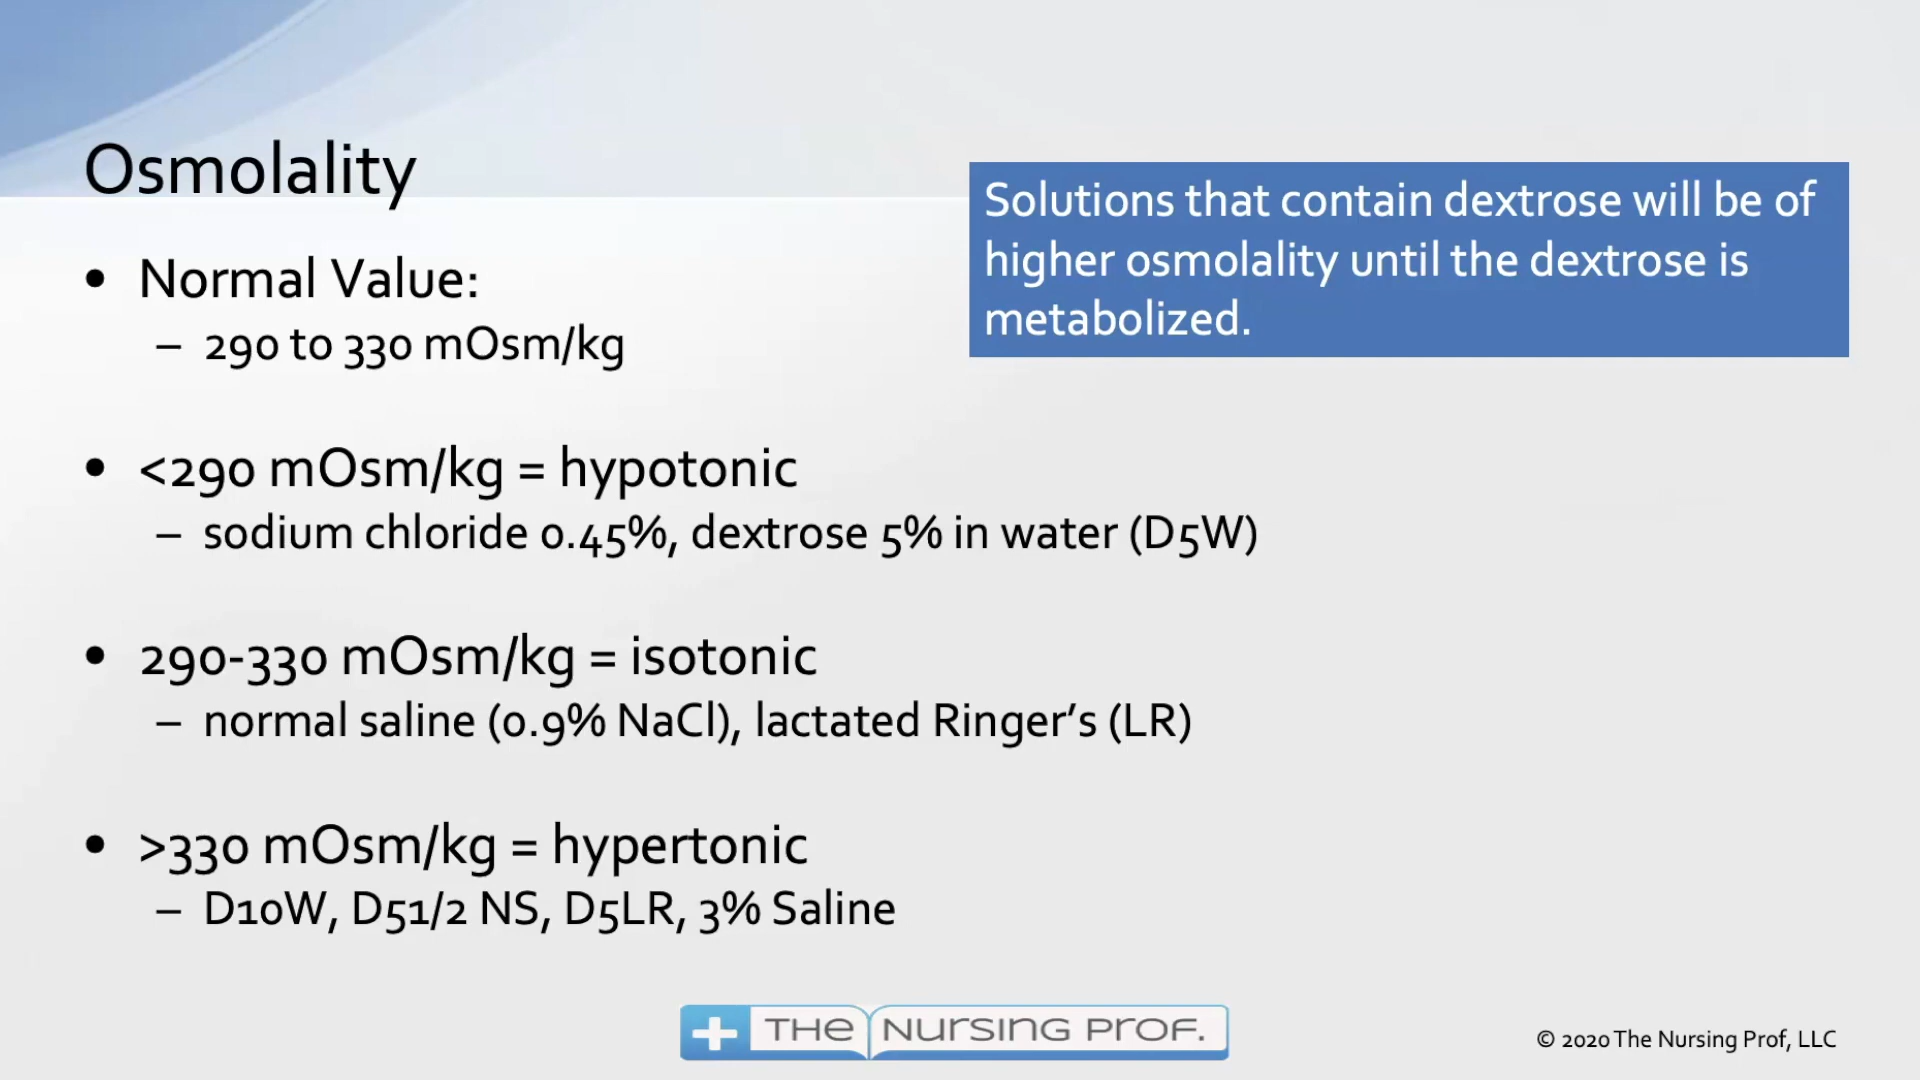 Osmolality
Solutions that contain dextrose will be of
higher osmolality until the dextrose is
metabolized.
• Normal Value:
– 290 to 330 mOsm/kg
• <290 mOsm/kg = hypotonic
– sodium chloride 0.45%, dextrose 5% in water (D5W)
• 290-330 mOsm/kg = isotonic
– normal saline (0.9% NaCl), lactated Ringer’s (LR)
• >330 mOsm/kg = hypertonic
– D10W, D51/2 NS, D5LR, 3% Saline
THE NURSING PROF.
© 2020 The Nursing Prof, LLC